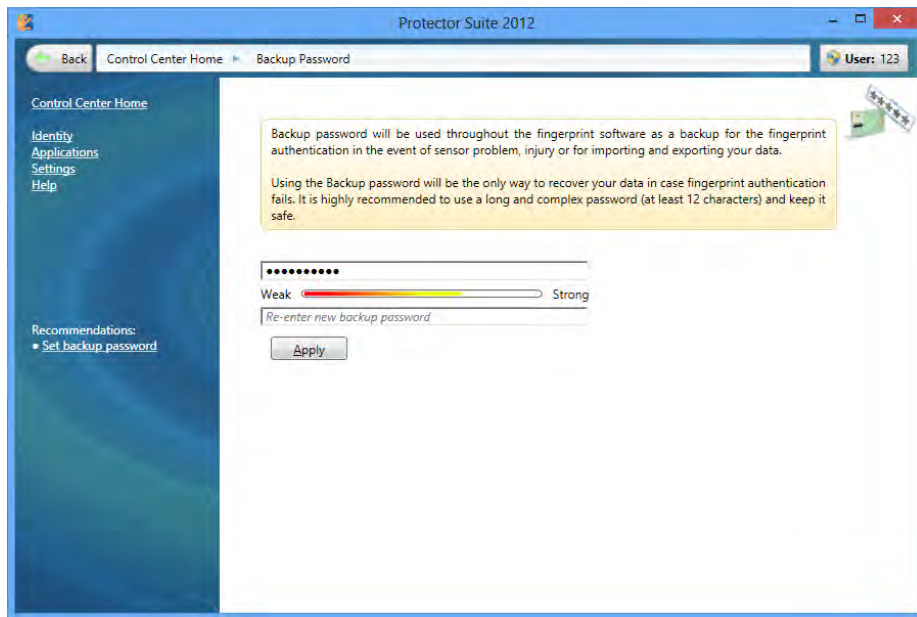 Protector Suite 2012
Back
Control Center Home
Backup Password
User: 123
Control Center Home
Identity
Applications
Settings
Help
Backup password will be used throughout the fingerprint software as a backup for the fingerprint
authentication in the event of sensor problem, injury or for importing and exporting your data.
Using the Backup password will be the only way to recover your data in case fingerprint authentication
fails. It is highly recommended to use a long and complex password (at least 12 characters) and keep it
safe.
••••••••••
Weak Strong
Re-enter new backup password
Recommendations:
• Set backup password
Apply